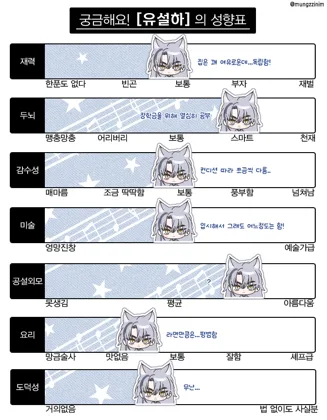 @mungzzinim
궁금해요! [유설하] 의 성향표
재력
집은 꽤 여유로운데...독립함!
한푼도 없다 빈곤 보통 부자 재벌
두뇌
장학금을 위해 열심히 공부
맹충망충 어리버리 보통 스마트 천재
감수성
컨디션 따라 조금씩 다름...
매마름 조금 딱딱함 보통 풍부함 넘쳐남
미술
입시해서 그래도 어느정도는 함!
엉망진창 예술가급
공설외모
?
못생김 평균 아름다움
요리
라면만큼은...평범함
망금술사 맛없음 보통 잘함 셰프급
도덕성
무난...
거의없음 법 없이도 사실분